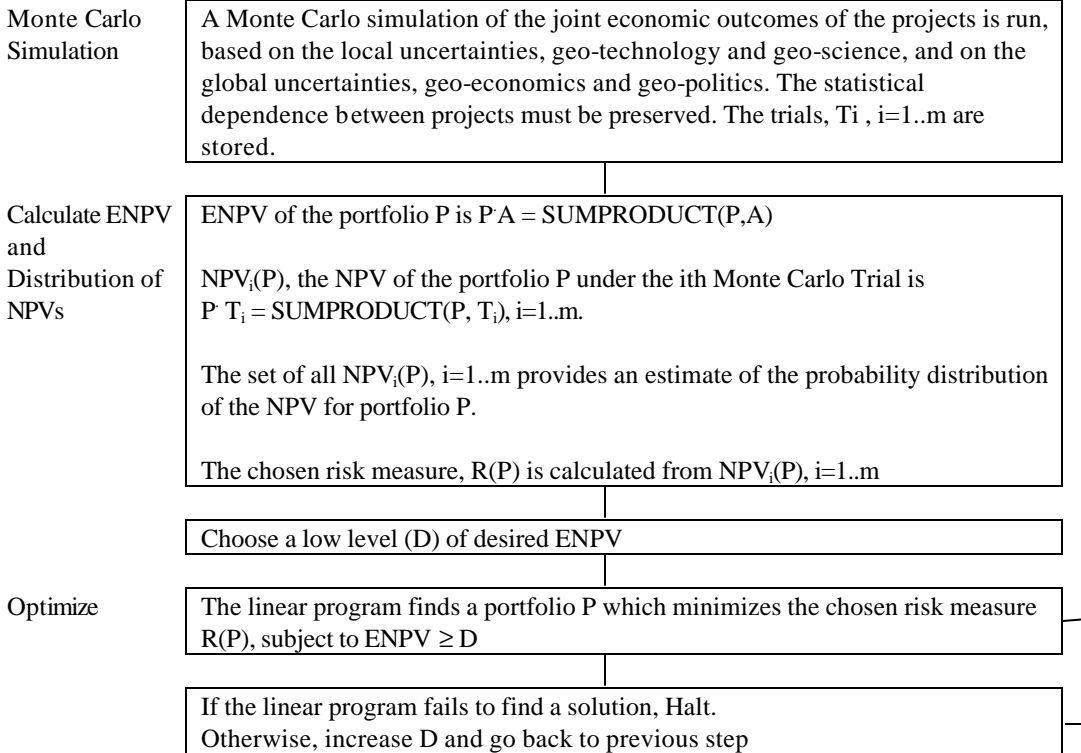 Monte Carlo
Simulation
A Monte Carlo simulation of the joint economic outcomes of the projects is run,
based on the local uncertainties, geo-technology and geo-science, and on the
global uncertainties, geo-economics and geo-politics. The statistical
dependence between projects must be preserved. The trials, Ti , i=1..m are
stored.
Calculate ENPV
and
Distribution of
NPVs
ENPV of the portfolio P is P·A = SUMPRODUCT(P,A)
NPVᵢ(P), the NPV of the portfolio P under the ith Monte Carlo Trial is
P· Tᵢ = SUMPRODUCT(P, Tᵢ), i=1..m.
The set of all NPVᵢ(P), i=1..m provides an estimate of the probability distribution
of the NPV for portfolio P.
The chosen risk measure, R(P) is calculated from NPVᵢ(P), i=1..m
Choose a low level (D) of desired ENPV
Optimize
The linear program finds a portfolio P which minimizes the chosen risk measure
R(P), subject to ENPV ≥ D
If the linear program fails to find a solution, Halt.
Otherwise, increase D and go back to previous step